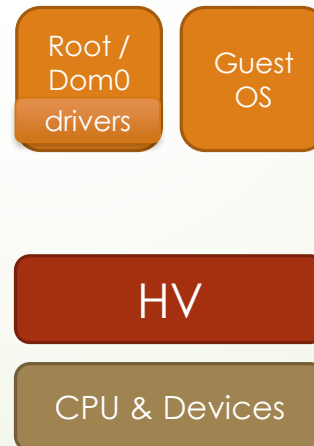 Root /
Dom0
drivers
Guest
OS
HV
CPU & Devices